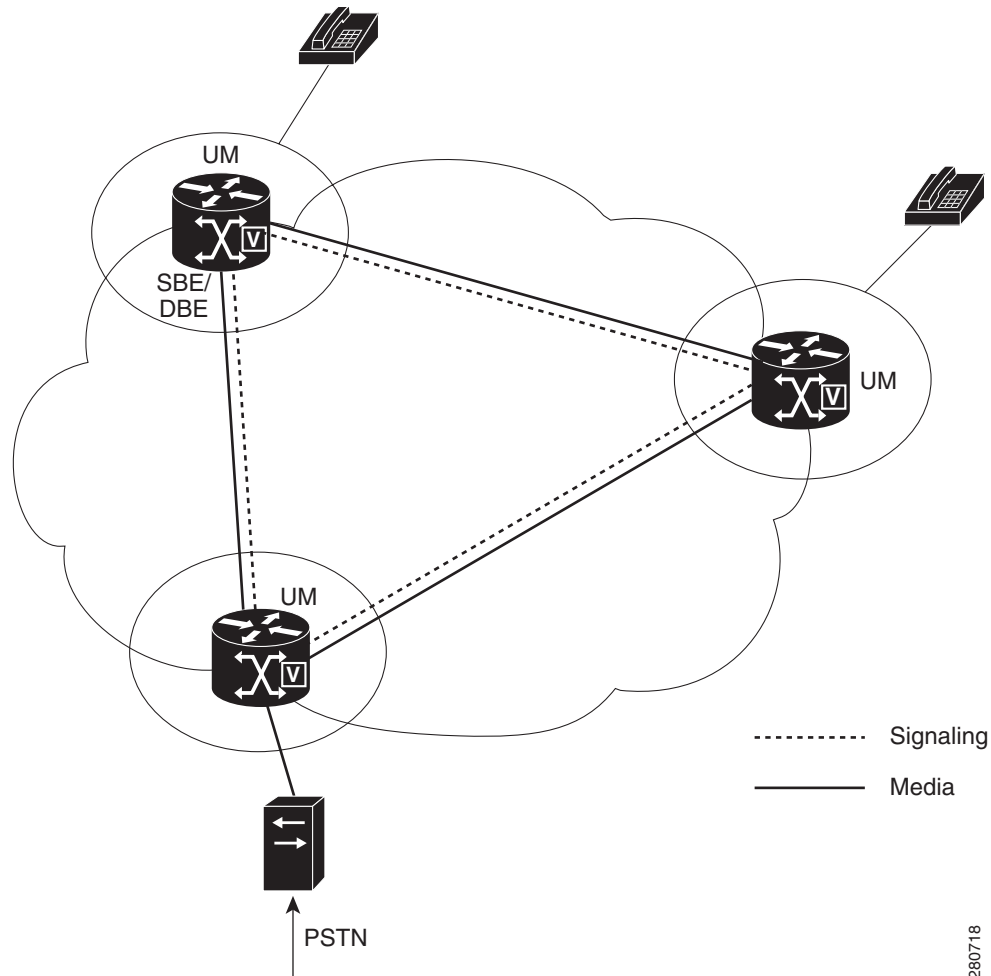 UM
V
SBE/
DBE
UM
V
UM
V
Signaling
Media
PSTN
280718